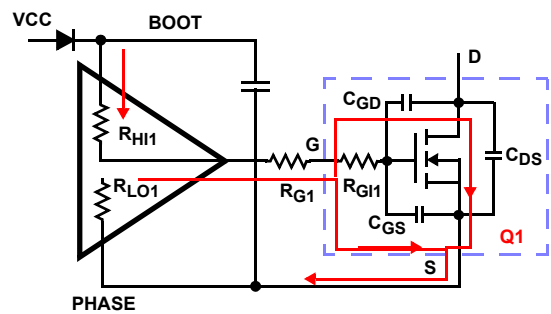 VCC
BOOT
D
CGD
RHI1
G
CDS
RLO1
RG1
RGI1
CGS
Q1
S
PHASE